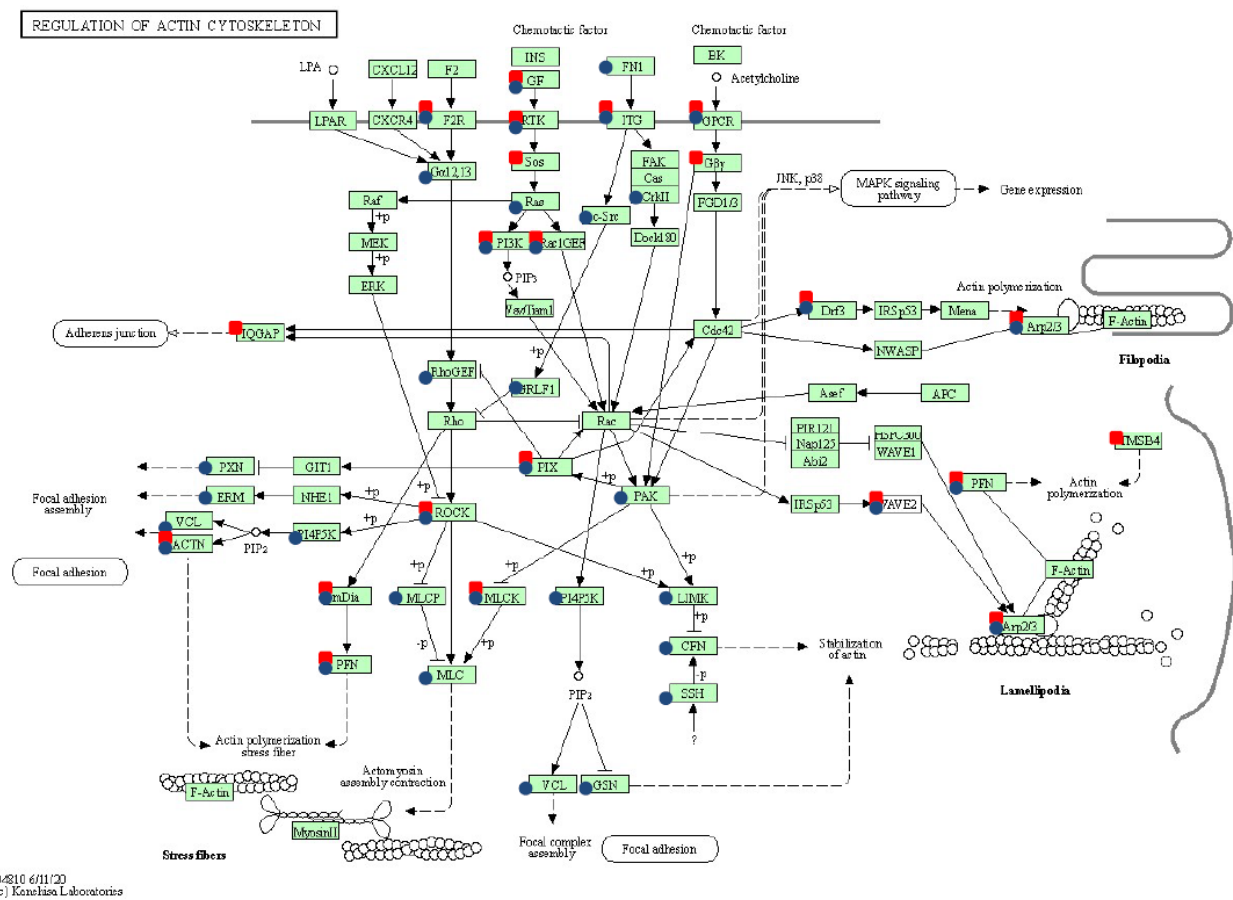 REGULATION OF ACTIN CYTOSKELETON
Chemotactic factor
Chemotactic factor
LPA
CXCL12
F2
INS
GF
FN1
BK
Acetylcholine
LPAR
CXCR4
F2R
RTK
ITG
GPCR
Gα12,13
Sos
FAK
Cas
CrkII
Gβγ
JNK, p38
MAPK signaling
pathway
Gene expression
Raf
Ras
c-Src
FGD1/3
+p
MEK
PI3K
Rac1GEF
Dock180
+p
ERK
PIP3
Vav/Tiam1
Actin polymerization
Drf3
IRSp53
Mena
Arp2/3
F-Actin
Adherens junction
IQGAP
Cdc42
NWASP
Filopodia
+p
RhoGEF
GRLF1
Asef
APC
Rho
Rac
PIR121
Nap125
Abi2
WAVE1
TMSB4
PXN
GIT1
PIX
+p
PAK
PFN
Actin
polymerization
Focal adhesion
assembly
ERM
NHE1
+p
ROCK
IRSp53
WAVE2
VCL
ACTN
PIP2
PI4P5K
+p
Focal adhesion
+p
+p
+p
+p
F-Actin
mDia
MLCP
MLCK
PI4P5K
LIMK
+p
Arp2/3
-p
+p
CFN
Stabilization
of actin
PFN
MLC
-p
PIP2
SSH
Lamellipodia
?
Actin polymerization
stress fiber
Actomyosin
assembly contraction
F-Actin
VCL
GSN
MyosinII
Stress fibers
Focal complex
assembly
Focal adhesion
04810 6/11/20
c) Kanehisa Laboratories